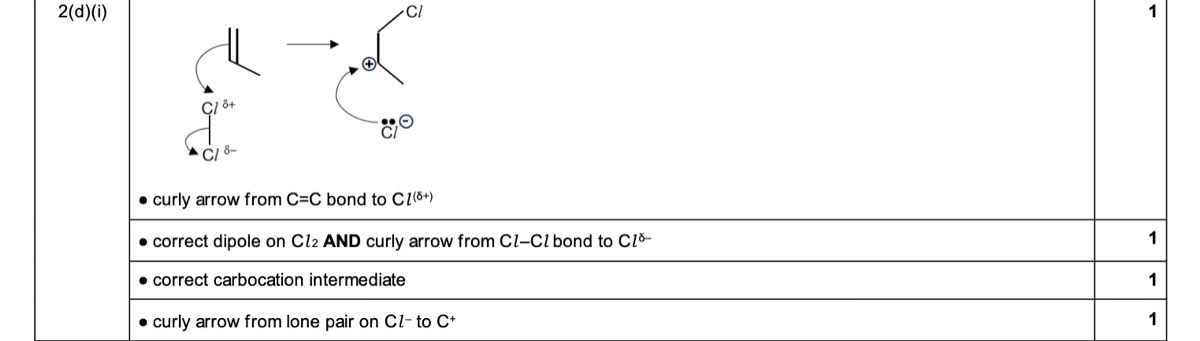 2(d)(i)
Cl
1
⊕
Cl δ+
Cl ⊖
Cl δ–
● curly arrow from C=C bond to Cl(δ+)
● correct dipole on Cl2 AND curly arrow from Cl–Cl bond to Clδ–
1
● correct carbocation intermediate
1
● curly arrow from lone pair on Cl– to C+
1